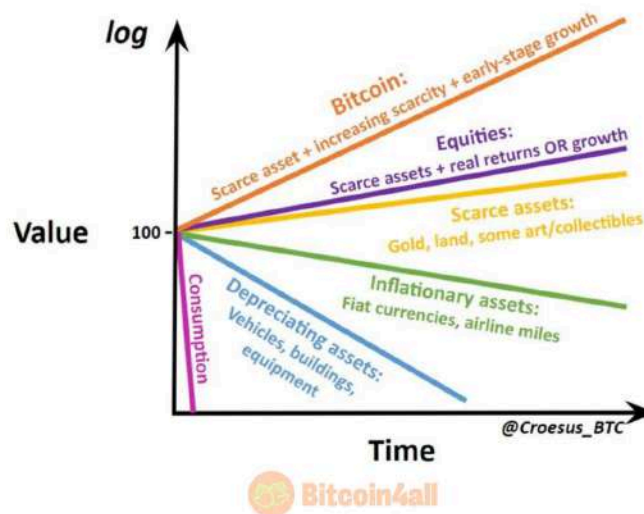 log
Bitcoin:
Scarce asset + increasing scarcity + early-stage growth
Equities:
Scarce assets + real returns OR growth
Scarce assets:
Gold, land, some art/collectibles
Value
100
Inflationary assets:
Fiat currencies, airline miles
Depreciating assets:
Vehicles, buildings,
equipment
Consumption
@Croesus_BTC
Time
Bitcoin4all